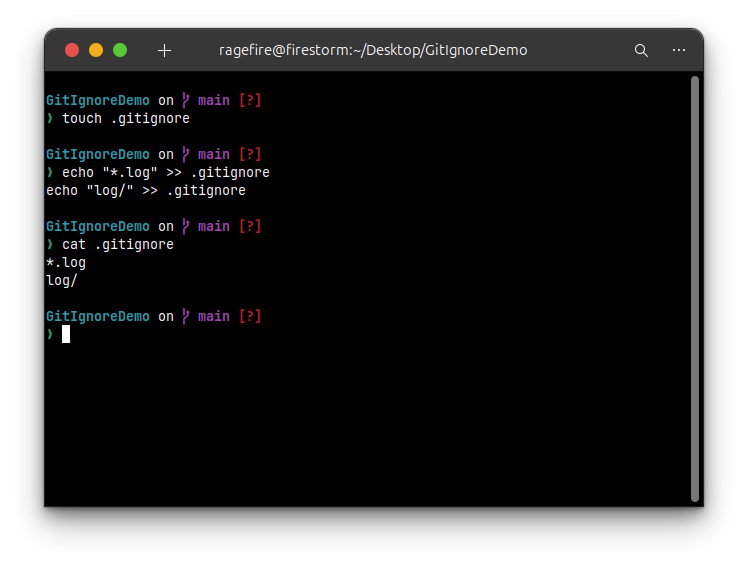 ragefire@firestorm:~/Desktop/GitIgnoreDemo
GitIgnoreDemo on main [?]
❯ touch .gitignore
GitIgnoreDemo on main [?]
❯ echo "*.log" >> .gitignore
echo "log/" >> .gitignore
GitIgnoreDemo on main [?]
❯ cat .gitignore
*.log
log/
GitIgnoreDemo on main [?]
❯